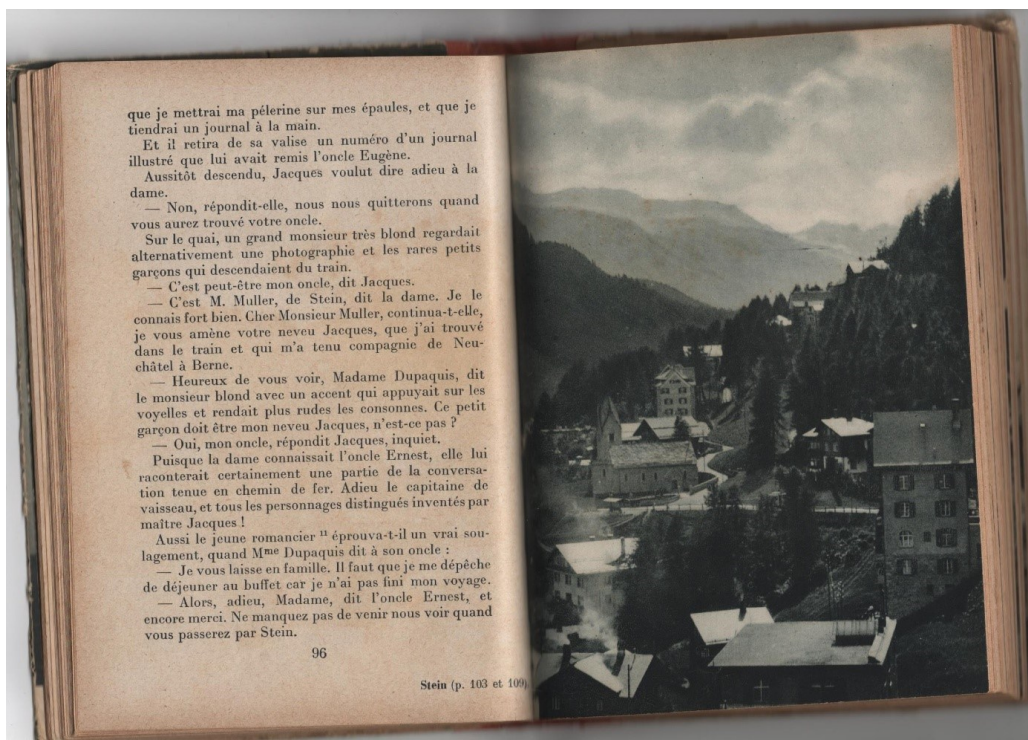 que je mettrai ma pélerine sur mes épaules, et que je
tiendrai un journal à la main.
Et il retira de sa valise un numéro d'un journal
illustré que lui avait remis l'oncle Eugène.
Aussitôt descendu, Jacques voulut dire adieu à la
dame.
— Non, répondit-elle, nous nous quitterons quand
vous aurez trouvé votre oncle.
Sur le quai, un grand monsieur très blond regardait
alternativement une photographie et les rares petits
garçons qui descendaient du train.
— C'est peut-être mon oncle, dit Jacques.
— C'est M. Muller, de Stein, dit la dame. Je le
connais fort bien. Cher Monsieur Muller, continua-t-elle,
je vous amène votre neveu Jacques, que j'ai trouvé
dans le train et qui m'a tenu compagnie de Neu-
châtel à Berne.
— Heureux de vous voir, Madame Dupaquis, dit
le monsieur blond avec un accent qui appuyait sur les
voyelles et rendait plus rudes les consonnes. Ce petit
garçon doit être mon neveu Jacques, n'est-ce pas ?
— Oui, mon oncle, répondit Jacques, inquiet.
Puisque la dame connaissait l'oncle Ernest, elle lui
raconterait certainement une partie de la conversa-
tion tenue en chemin de fer. Adieu le capitaine de
vaisseau, et tous les personnages distingués inventés par
maître Jacques !
Aussi le jeune romancier ¹¹ éprouva-t-il un vrai sou-
lagement, quand Mme Dupaquis dit à son oncle :
— Je vous laisse en famille. Il faut que je me dépêche
de déjeuner au buffet car je n'ai pas fini mon voyage.
— Alors, adieu, Madame, dit l'oncle Ernest, et
encore merci. Ne manquez pas de venir nous voir quand
vous passerez par Stein.
96
Stein (p. 103 et 109).